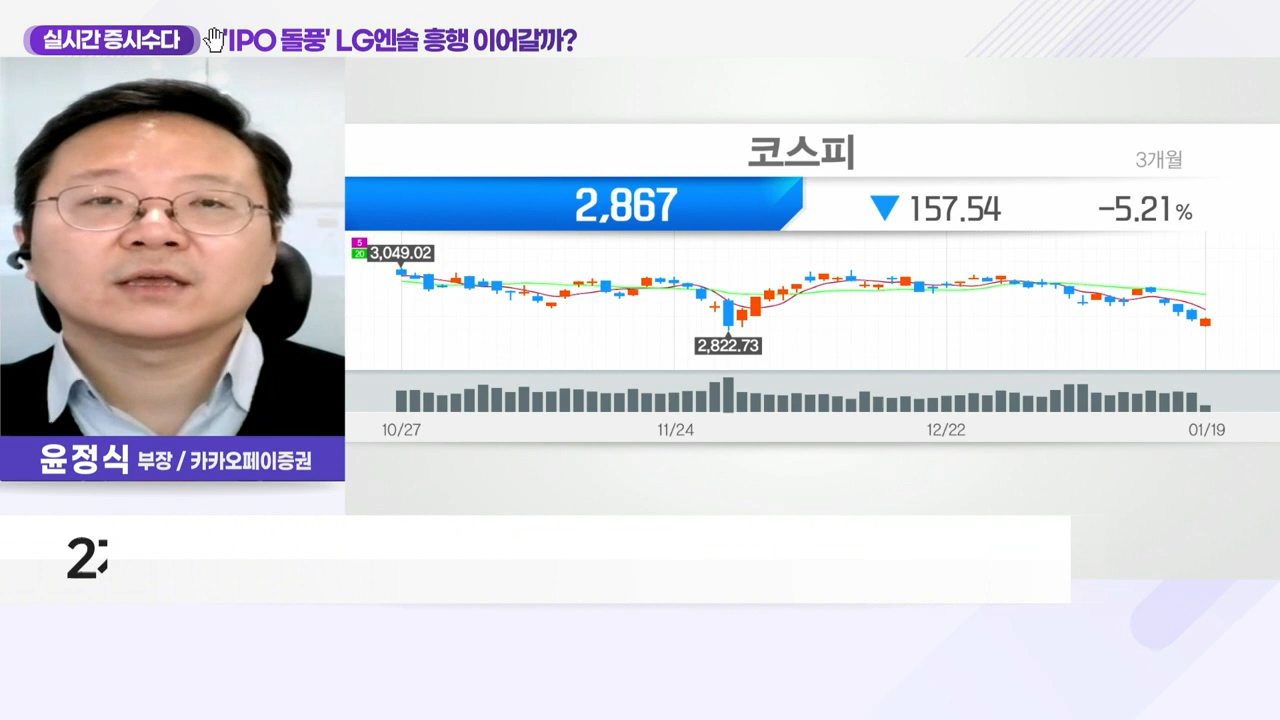 실시간 증시수다 'IPO 돌풍' LG엔솔 흥행 이어갈까?
코스피
3개월
2,867 ▼157.54 -5.21%
5
20
3,049.02
2,822.73
10/27 11/24 12/22 01/19
윤정식 부장 / 카카오페이증권